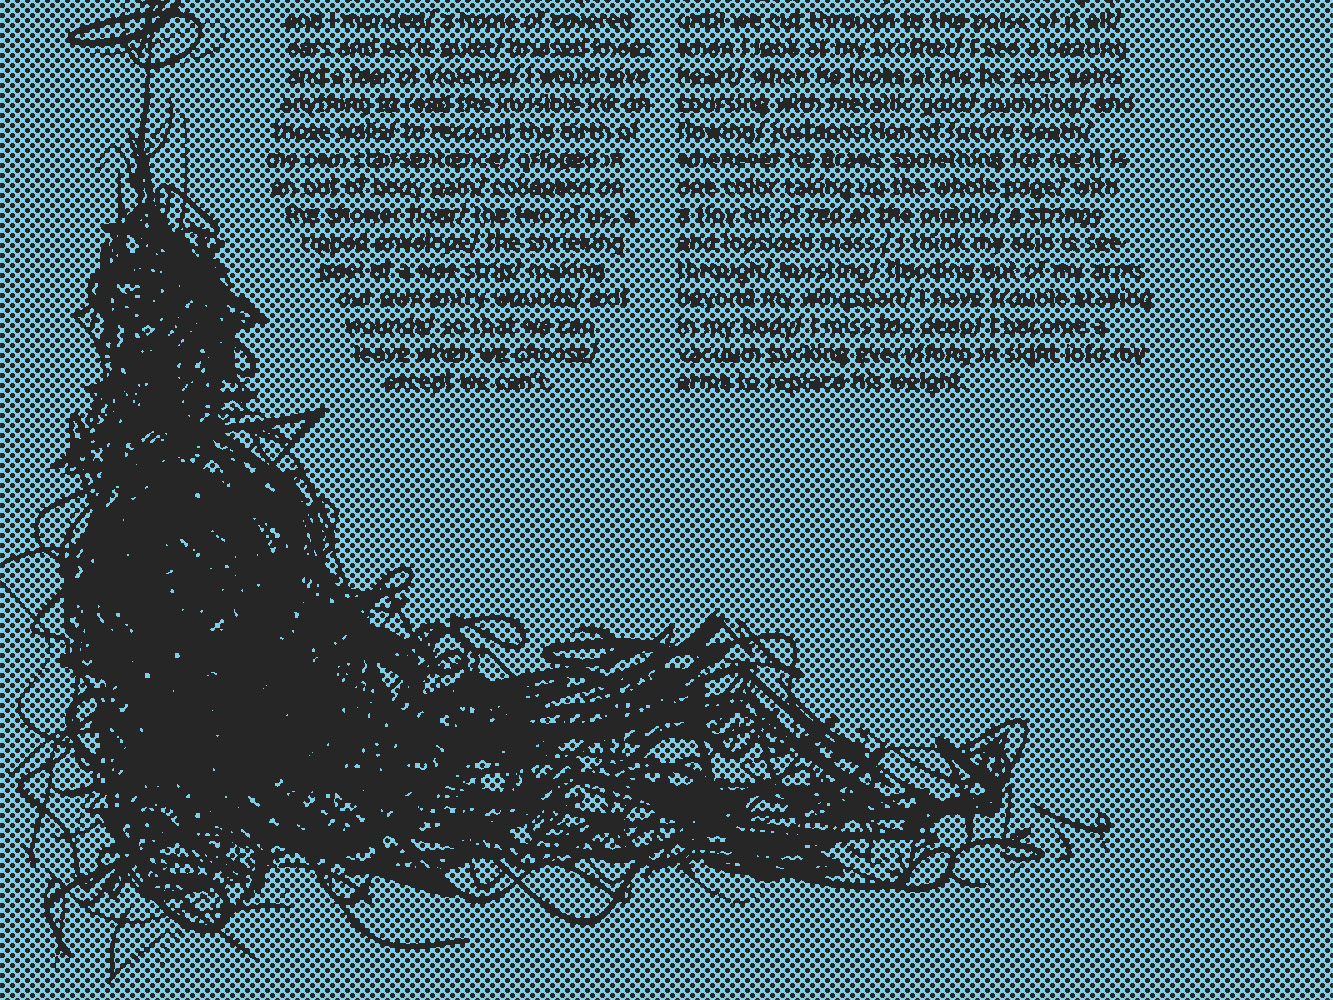 and I mended/ a home of covered
ears and eerie quiet/ bruised
and a fear of violence/ I would give
anything to read the invisible ink on
those walls/ to recount the birth of
my own gripped in
an out of body pain/ collapsed on
the shower floor/ the two of us, a
ripped envelope/ the shrieking
peel of a wax strip/ making
our own entry wounds/ exit
wounds/ so that we can
leave when we choose/
except we can't.
until we cut through to the noise of it all/
when I look at my brother/ I see a beating
heart/ when he looks at me he sees veins
coursing with metallic gold/ pumping/ and
flowing/ juxtaposition of future death/
whenever he draws something for me it is
one color taking up the whole page/ with
a tiny bit of red at the middle/ a strange
and lopsided mass / I think my skin is see-
through/ bursting/ flooding out of my arms
beyond my wingspan/ I have trouble staying
in my body/ I miss too deep/ I become a
vacuum sucking everything in sight into my
arms to replace his weight.